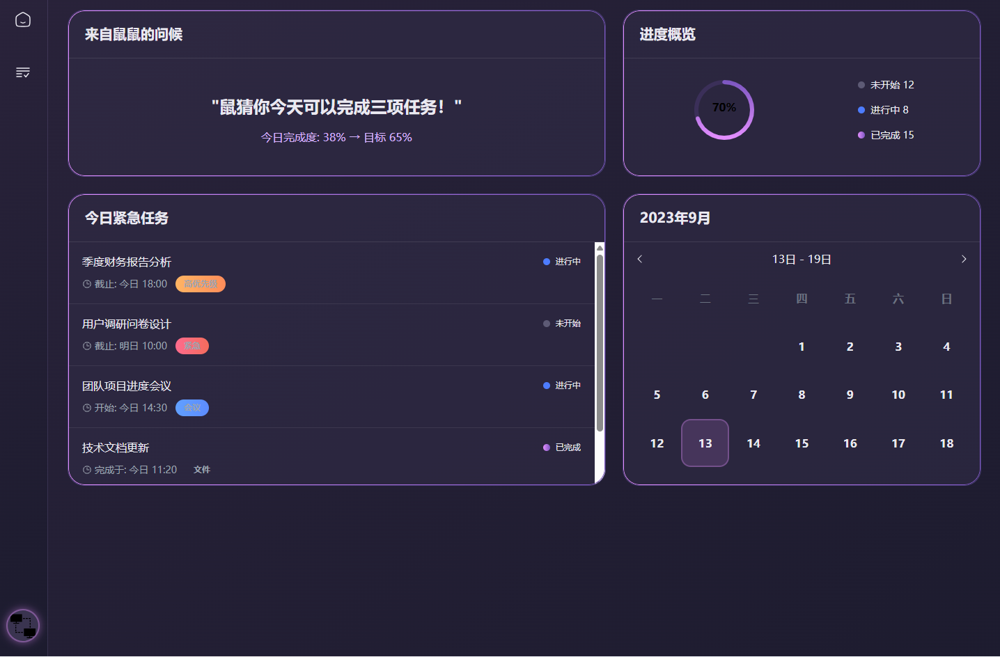 来自鼠鼠的问候
"鼠猜你今天可以完成三项任务！"
今日完成度: 38% → 目标 65%
进度概览
70%
未开始 12
进行中 8
已完成 15
今日紧急任务
季度财务报告分析
进行中
截止: 今日 18:00 高优先级
用户调研问卷设计
未开始
截止: 明日 10:00 紧急
团队项目进度会议
进行中
开始: 今日 14:30 会议
技术文档更新
已完成
完成于: 今日 11:20 文件
2023年9月
13日 - 19日
一 二 三 四 五 六 日
1 2 3 4
5 6 7 8 9 10 11
12 13 14 15 16 17 18